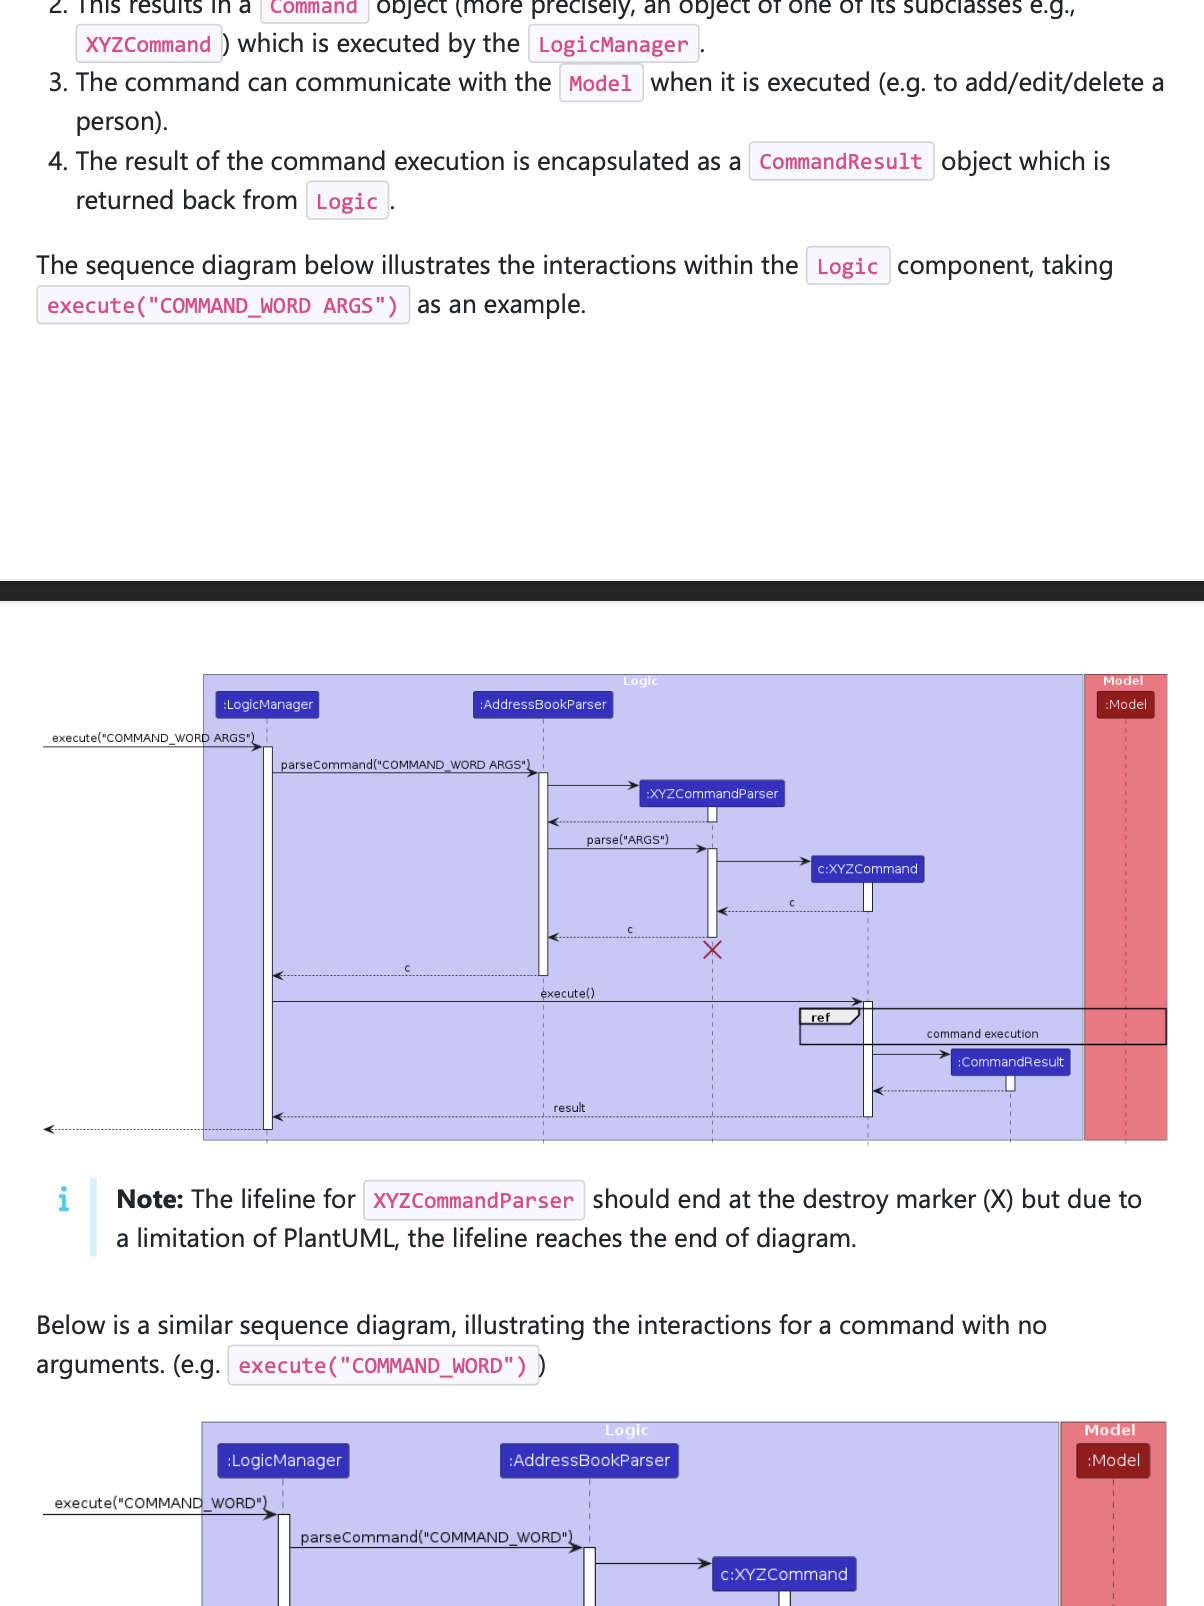 2. This results in a Command object (more precisely, an object of one of its subclasses e.g.,
XYZCommand) which is executed by the LogicManager.
3. The command can communicate with the Model when it is executed (e.g. to add/edit/delete a
person).
4. The result of the command execution is encapsulated as a CommandResult object which is
returned back from Logic.
The sequence diagram below illustrates the interactions within the Logic component, taking
execute("COMMAND_WORD ARGS") as an example.
Logic
Model
:LogicManager
:AddressBookParser
:Model
execute("COMMAND_WORD ARGS")
parseCommand("COMMAND_WORD ARGS")
:XYZCommandParser
parse("ARGS")
c:XYZCommand
c
c
c
execute()
ref
command execution
:CommandResult
result
i
Note: The lifeline for XYZCommandParser should end at the destroy marker (X) but due to
a limitation of PlantUML, the lifeline reaches the end of diagram.
Below is a similar sequence diagram, illustrating the interactions for a command with no
arguments. (e.g. execute("COMMAND_WORD"))
Logic
Model
:LogicManager
:AddressBookParser
:Model
execute("COMMAND_WORD")
parseCommand("COMMAND_WORD")
c:XYZCommand